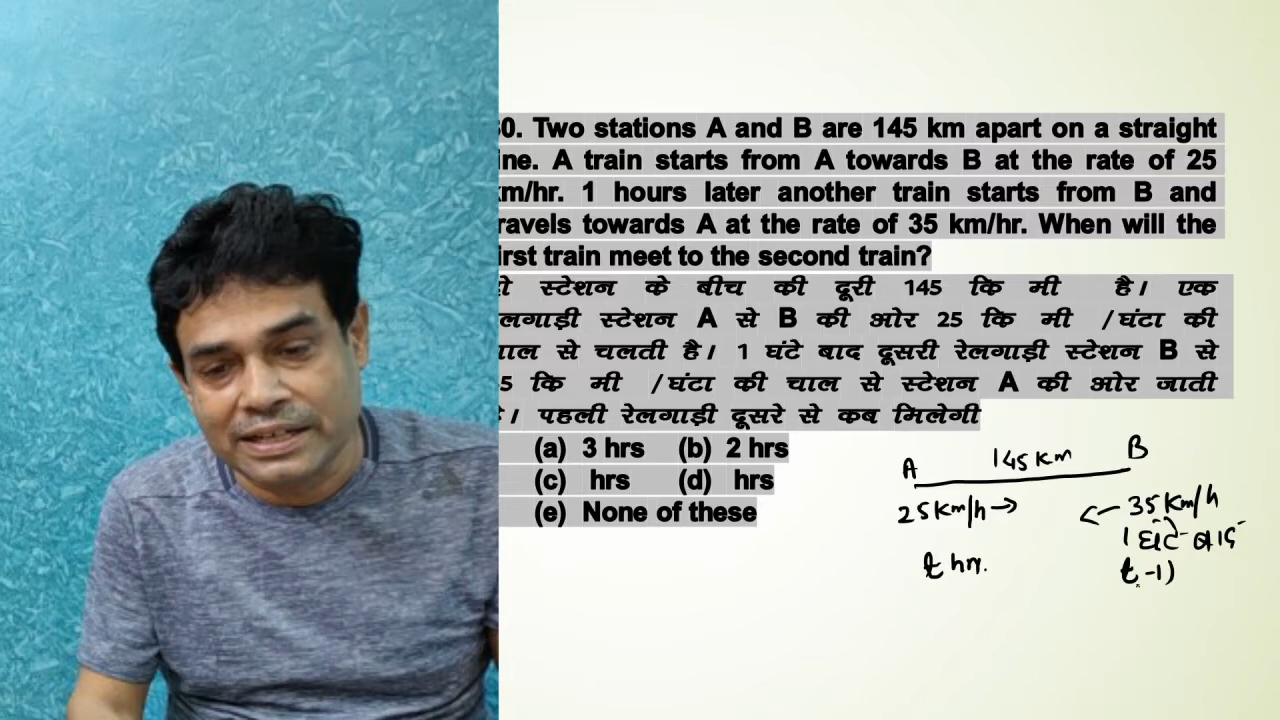 30. Two stations A and B are 145 km apart on a straight
ine. A train starts from A towards B at the rate of 25
km/hr. 1 hours later another train starts from B and
ravels towards A at the rate of 35 km/hr. When will the
irst train meet to the second train?
स्टेशन के बीच की दूरी 145 कि मी है। एक
लगाड़ी स्टेशन A से B की ओर 25 कि मी /घंटा की
ाल से चलती है। 1 घंटे बाद दूसरी रेलगाड़ी स्टेशन B से
5 कि मी /घंटा की चाल से स्टेशन A की ओर जाती
। पहली रेलगाड़ी दूसरे से कब मिलेगी
(a) 3 hrs (b) 2 hrs
(c) hrs (d) hrs
(e) None of these
A 145 Km B
25 Km/h → ← 35 Km/h
1 घंटे बाद
t hr. t-1)